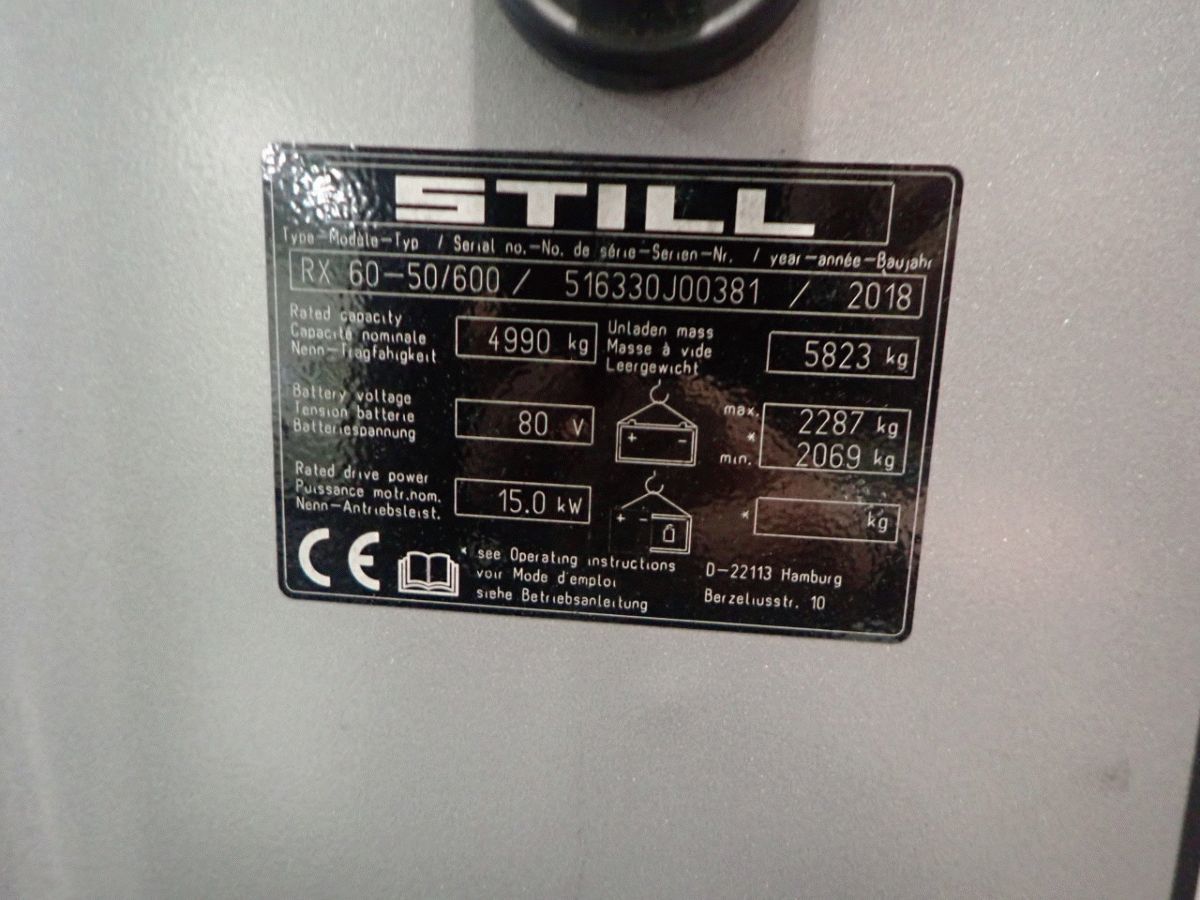 STILL
Type-Modèle-Typ / Serial no.-No. de série-Serien-Nr. / year-année-Baujahr
RX 60-50/600 / 516330J00381 / 2018
Rated capacity
Capacité nominale
Nenn-Tragfähigkeit
4990 kg
Unladen mass
Masse à vide
Leergewicht
5823 kg
Battery voltage
Tension batterie
Batteriespannung
80 V
+ -
max. 2287 kg
*
min. 2069 kg
Rated drive power
Puissance motr.nom.
Nenn-Antriebsleist.
15.0 kW
+ -
* kg
CE
* see Operating instructions
voir Mode d'emploi
siehe Betriebsanleitung
D-22113 Hamburg
Berzeliusstr. 10